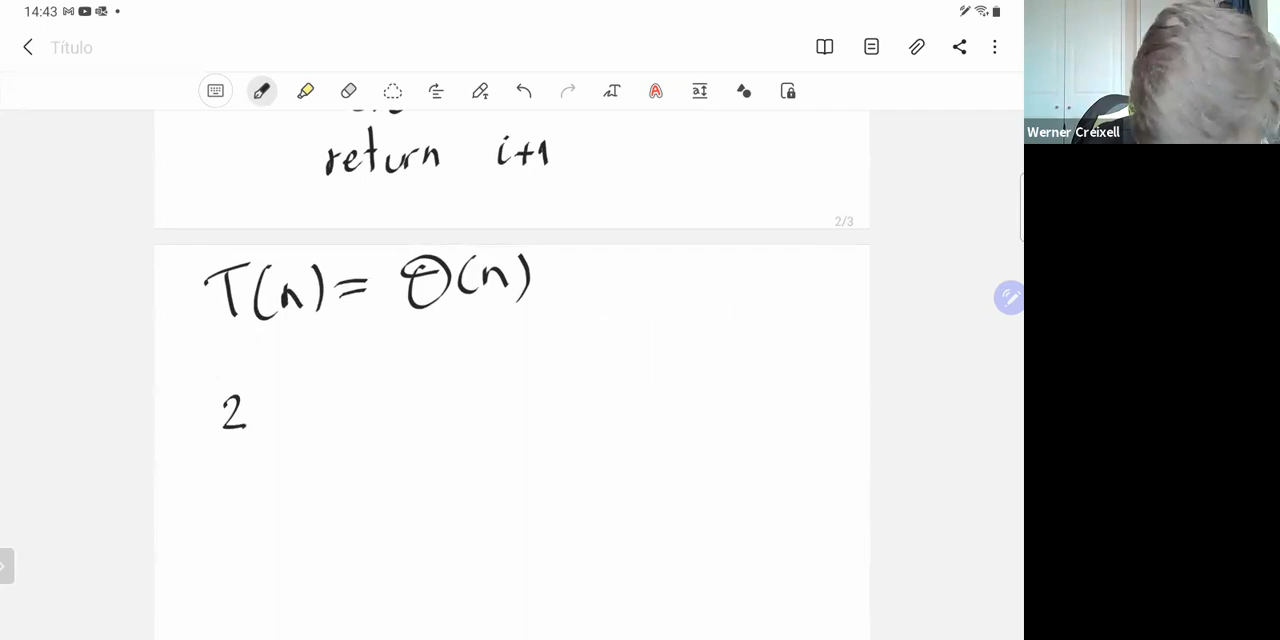 14:43
Título
return i+1
2/3
T(n) = Θ(n)
2
Werner Creixell